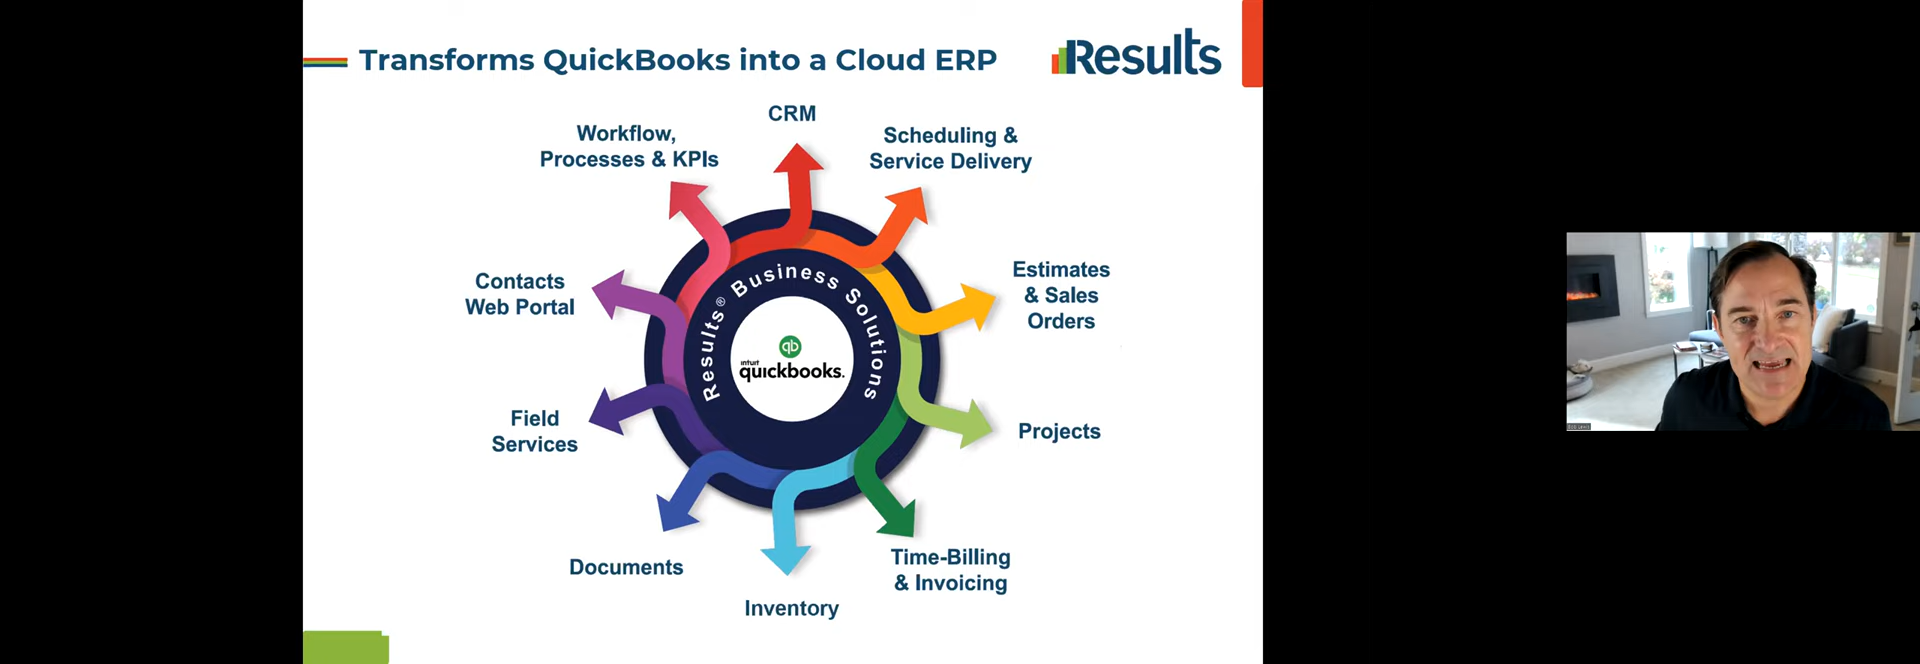 Transforms QuickBooks into a Cloud ERP
Results
CRM
Workflow,
Processes & KPIs
Scheduling &
Service Delivery
Contacts
Web Portal
Estimates
& Sales
Orders
Results® Business Solutions
qb
intuit
quickbooks.
Field
Services
Projects
Documents
Time-Billing
& Invoicing
Inventory